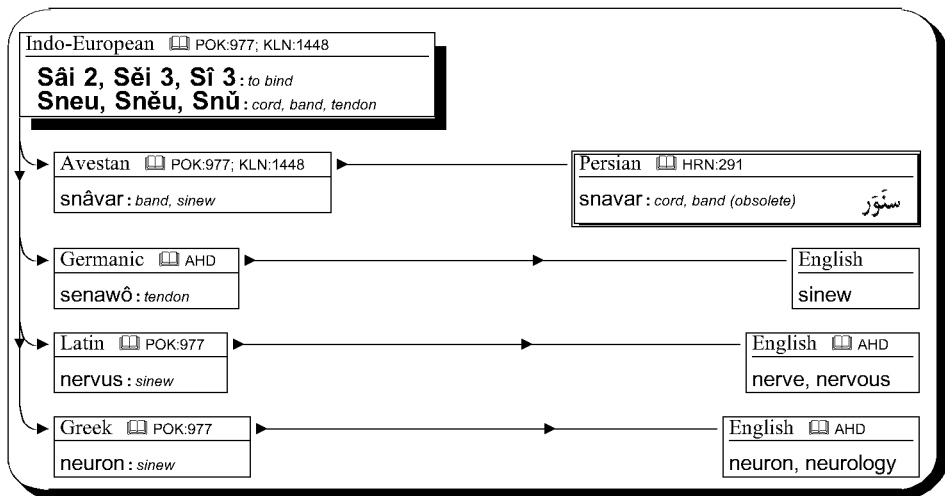 Indo-European POK:977; KLN:1448
Sâi 2, Sĕi 3, Sî 3 : to bind
Sneu, Snĕu, Snŭ : cord, band, tendon
Avestan POK:977; KLN:1448
snâvar : band, sinew
Persian HRN:291
snavar : cord, band (obsolete) سنَوَر
Germanic AHD
senawô : tendon
English
sinew
Latin POK:977
nervus : sinew
English AHD
nerve, nervous
Greek POK:977
neuron : sinew
English AHD
neuron, neurology